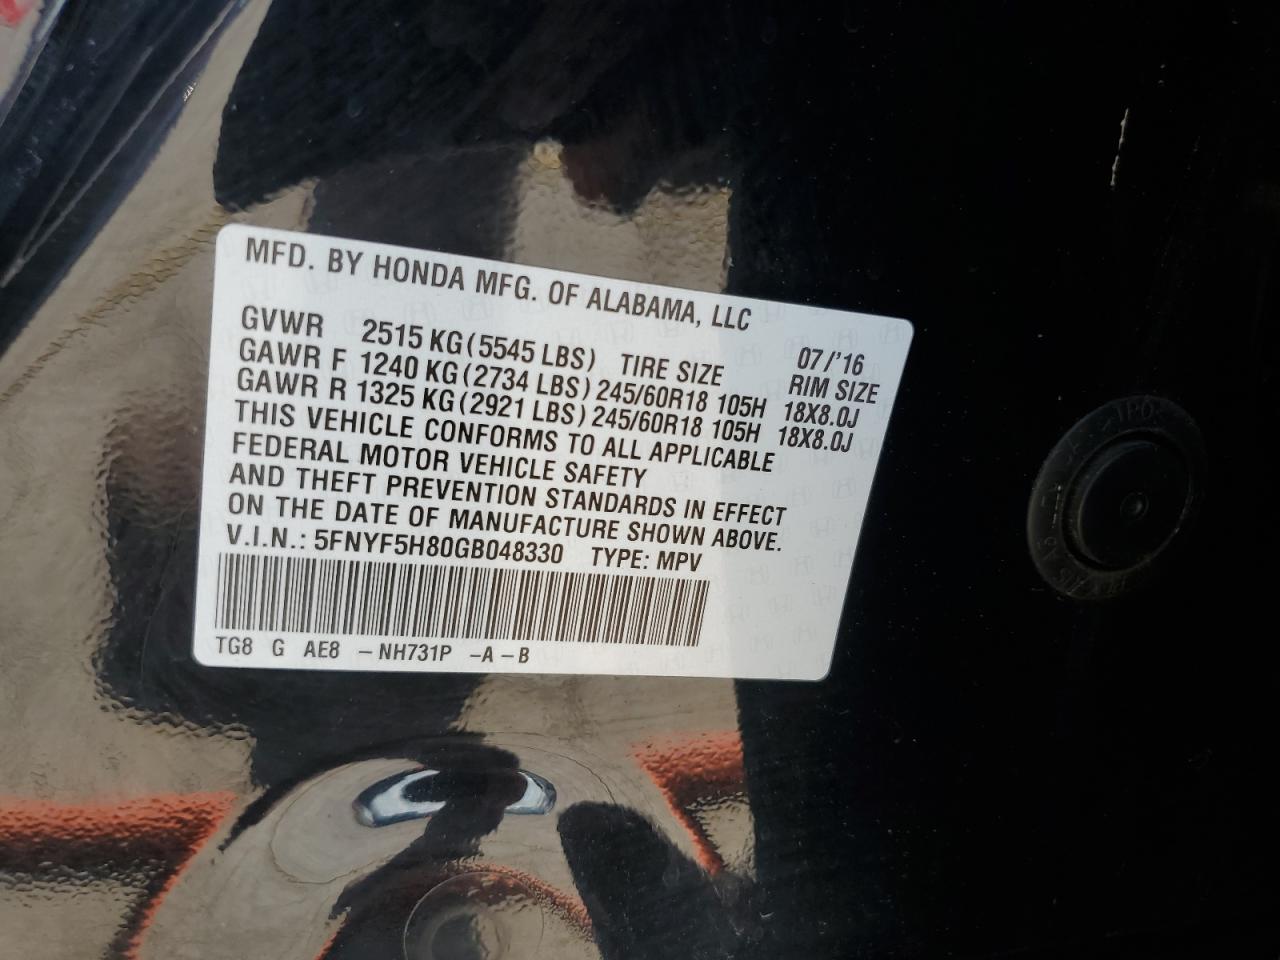 MFD. BY HONDA MFG. OF ALABAMA, LLC
07/'16
GVWR 2515 KG(5545 LBS) TIRE SIZE RIM SIZE
GAWR F 1240 KG(2734 LBS) 245/60R18 105H 18X8.0J
GAWR R 1325 KG(2921 LBS) 245/60R18 105H 18X8.0J
THIS VEHICLE CONFORMS TO ALL APPLICABLE
FEDERAL MOTOR VEHICLE SAFETY
AND THEFT PREVENTION STANDARDS IN EFFECT
ON THE DATE OF MANUFACTURE SHOWN ABOVE.
V.I.N.: 5FNYF5H80GB048330 TYPE: MPV
TG8 G AE8 -NH731P -A-B